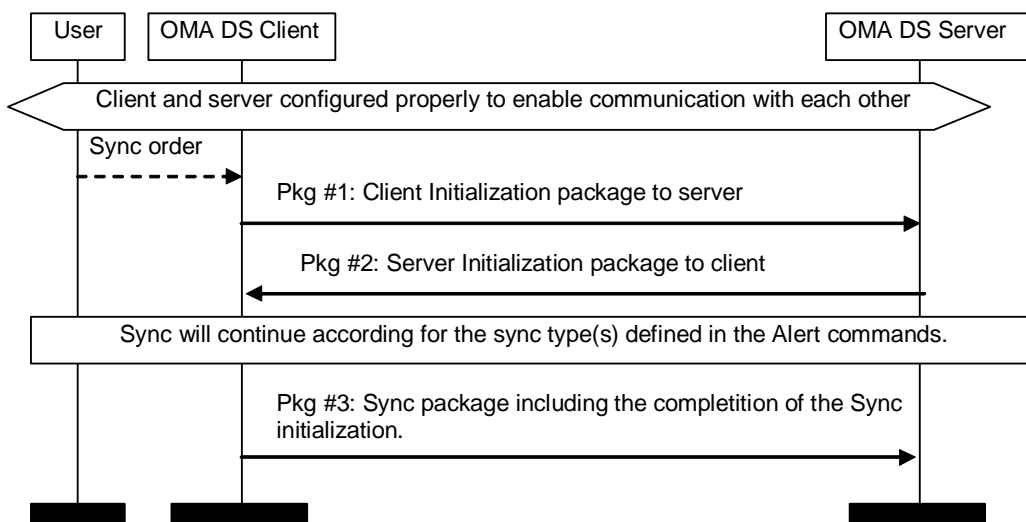 User
OMA DS Client
OMA DS Server
Client and server configured properly to enable communication with each other
Sync order
Pkg #1: Client Initialization package to server
Pkg #2: Server Initialization package to client
Sync will continue according for the sync type(s) defined in the Alert commands.
Pkg #3: Sync package including the completition of the Sync
initialization.